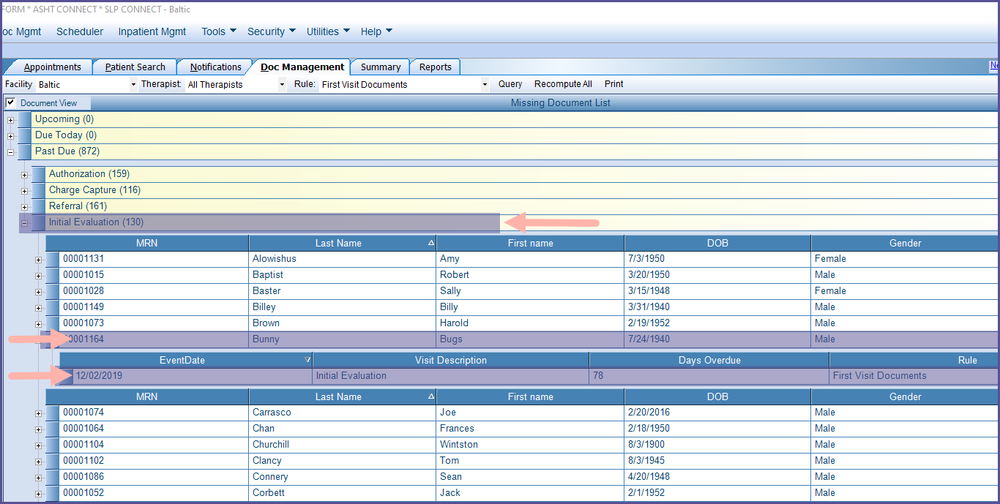 FORM * ASHT CONNECT * SLP CONNECT - Baltic
oc Mgmt Scheduler Inpatient Mgmt Tools Security Utilities Help
Appointments Patient Search Notifications Doc Management Summary Reports
Facility Baltic Therapist: All Therapists Rule: First Visit Documents Query Recompute All Print
Document View Missing Document List
Upcoming (0)
Due Today (0)
Past Due (872)
Authorization (159)
Charge Capture (116)
Referral (161)
Initial Evaluation (130)
MRN Last Name First name DOB Gender
00001131 Alowishus Amy 7/3/1950 Female
00001015 Baptist Robert 3/20/1950 Male
00001028 Baster Sally 3/15/1948 Female
00001149 Billey Billy 3/31/1940 Male
00001073 Brown Harold 2/19/1952 Male
00001164 Bunny Bugs 7/24/1940 Male
EventDate Visit Description Days Overdue Rule
12/02/2019 Initial Evaluation 78 First Visit Documents
MRN Last Name First name DOB Gender
00001074 Carrasco Joe 2/20/2016 Male
00001064 Chan Frances 2/18/1950 Male
00001104 Churchill Wintston 8/3/1900 Male
00001102 Clancy Tom 8/3/1945 Male
00001086 Connery Sean 4/20/1948 Male
00001052 Corbett Jack 2/1/1952 Male